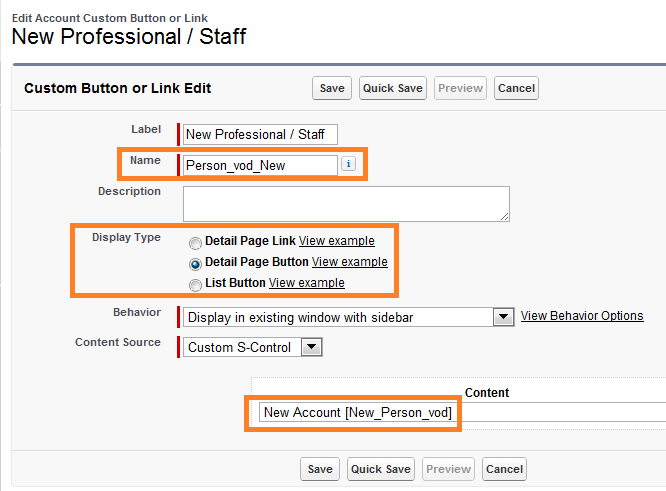 Edit Account Custom Button or Link
New Professional / Staff
Custom Button or Link Edit Save Quick Save Preview Cancel
Label New Professional / Staff
Name Person_vod_New i
Description
Display Type Detail Page Link View example
Detail Page Button View example
List Button View example
Behavior Display in existing window with sidebar View Behavior Options
Content Source Custom S-Control
Content
New Account [New_Person_vod]
Save Quick Save Preview Cancel